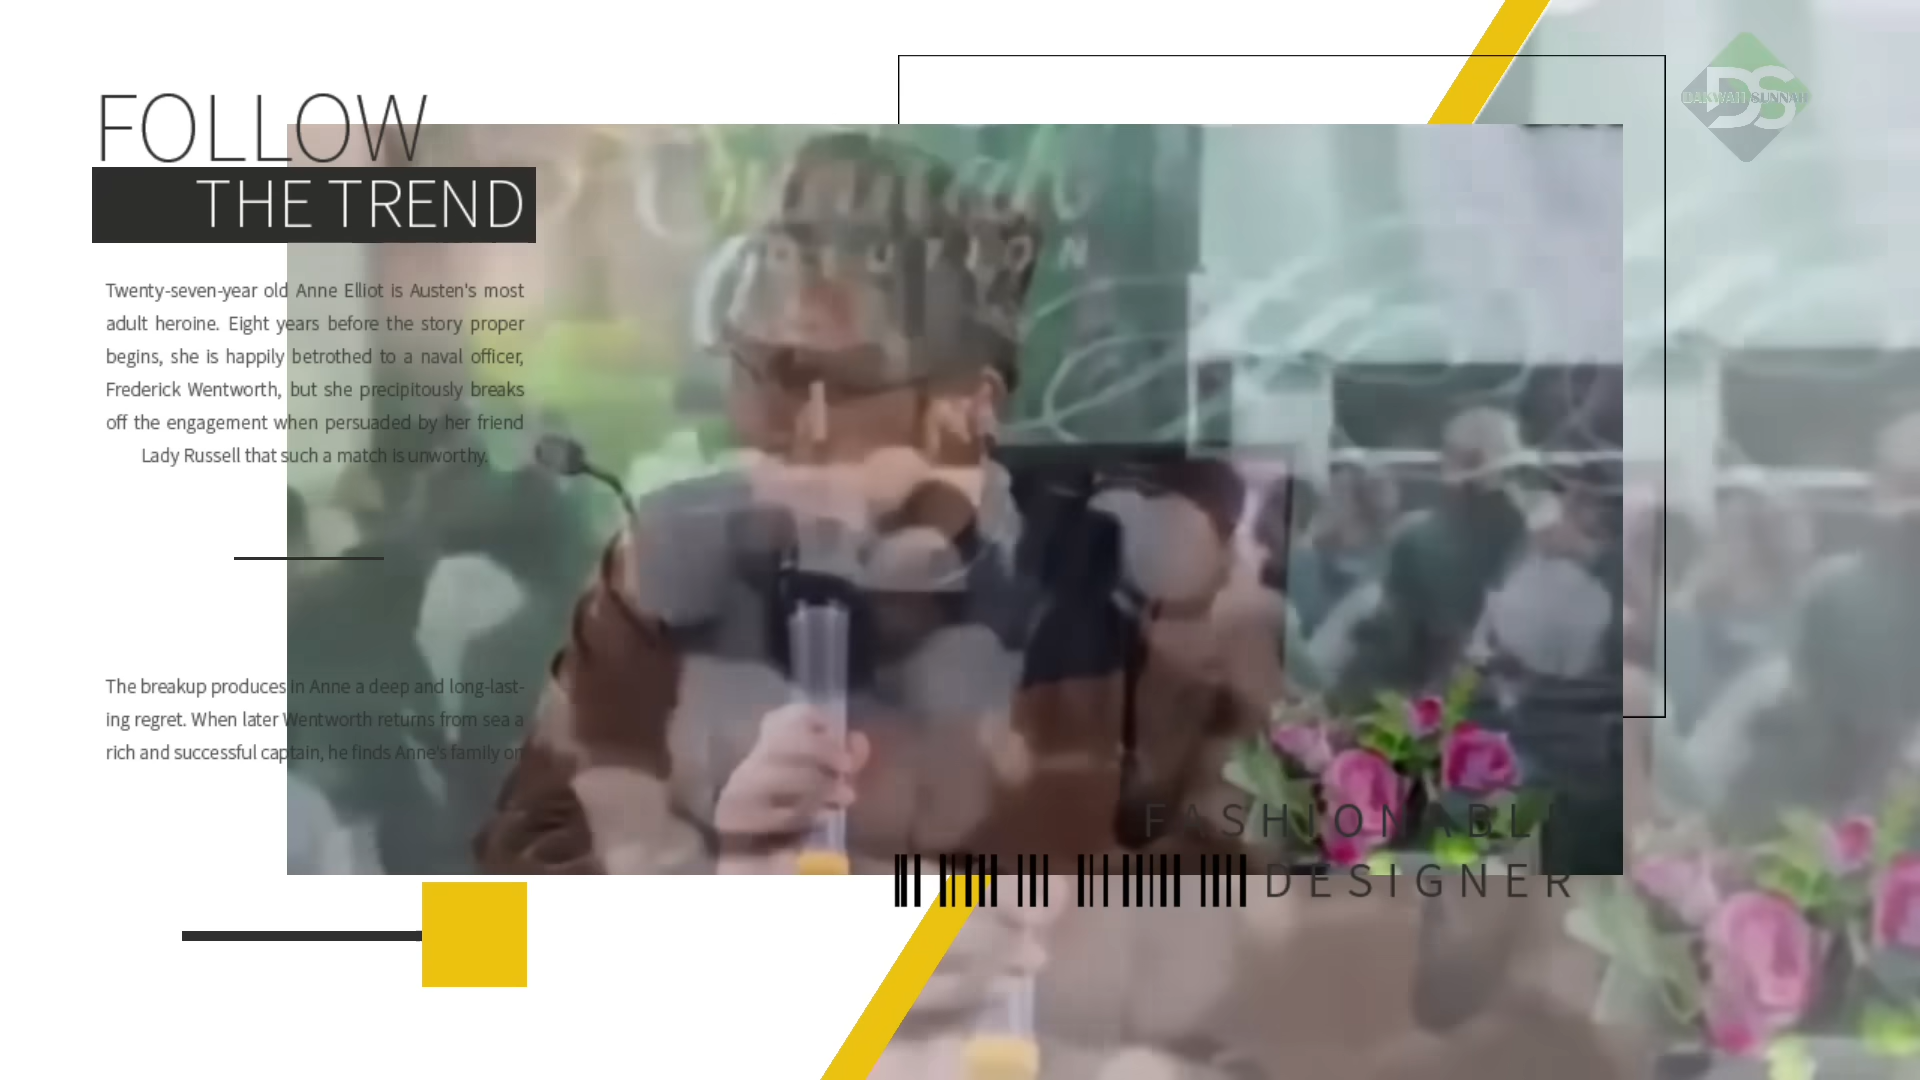 FOLLOW
THE TREND
Twenty-seven-year old Anne Elliot is Austen's most
adult heroine. Eight years before the story proper
begins, she is happily betrothed to a naval officer,
Frederick Wentworth, but she precipitously breaks
off the engagement when persuaded by her friend
Lady Russell that such a match is unworthy.
The breakup produces in Anne a deep and long-last-
ing regret. When later Wentworth returns from sea a
rich and successful captain, he finds Anne's family on
DS
DAKWAH SUNNAH
FASHIONABLE
DESIGNER